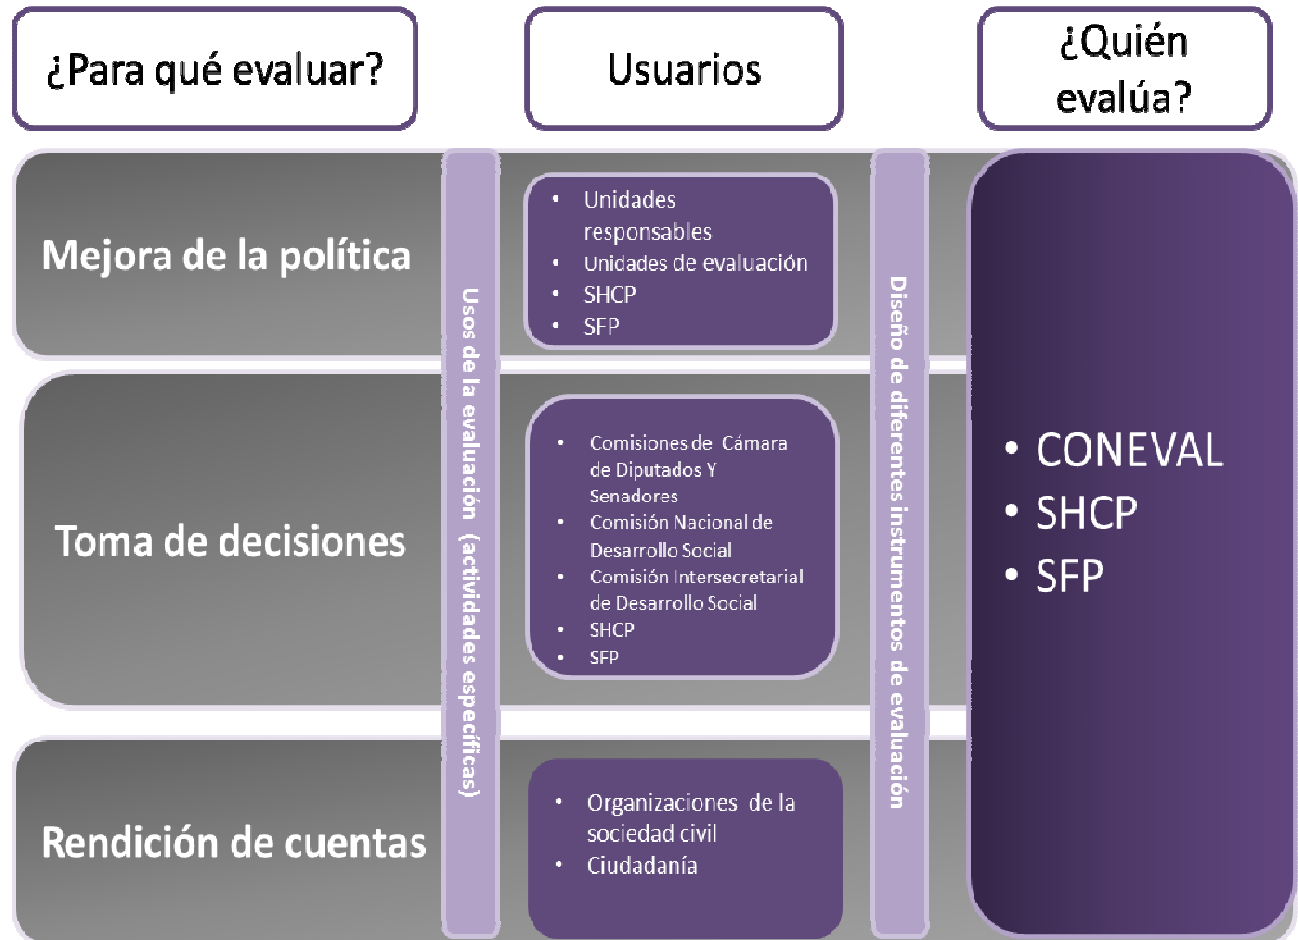 ¿Para qué evaluar?
Usuarios
¿Quién
evalúa?
Mejora de la política
Usos de la evaluación (actividades específicas)
• Unidades
responsables
• Unidades de evaluación
• SHCP
• SFP
Diseño de diferentes instrumentos de evaluación
• CONEVAL
• SHCP
• SFP
Toma de decisiones
• Comisiones de Cámara
de Diputados Y
Senadores
• Comisión Nacional de
Desarrollo Social
• Comisión Intersecretarial
de Desarrollo Social
• SHCP
• SFP
Rendición de cuentas
• Organizaciones de la
sociedad civil
• Ciudadanía